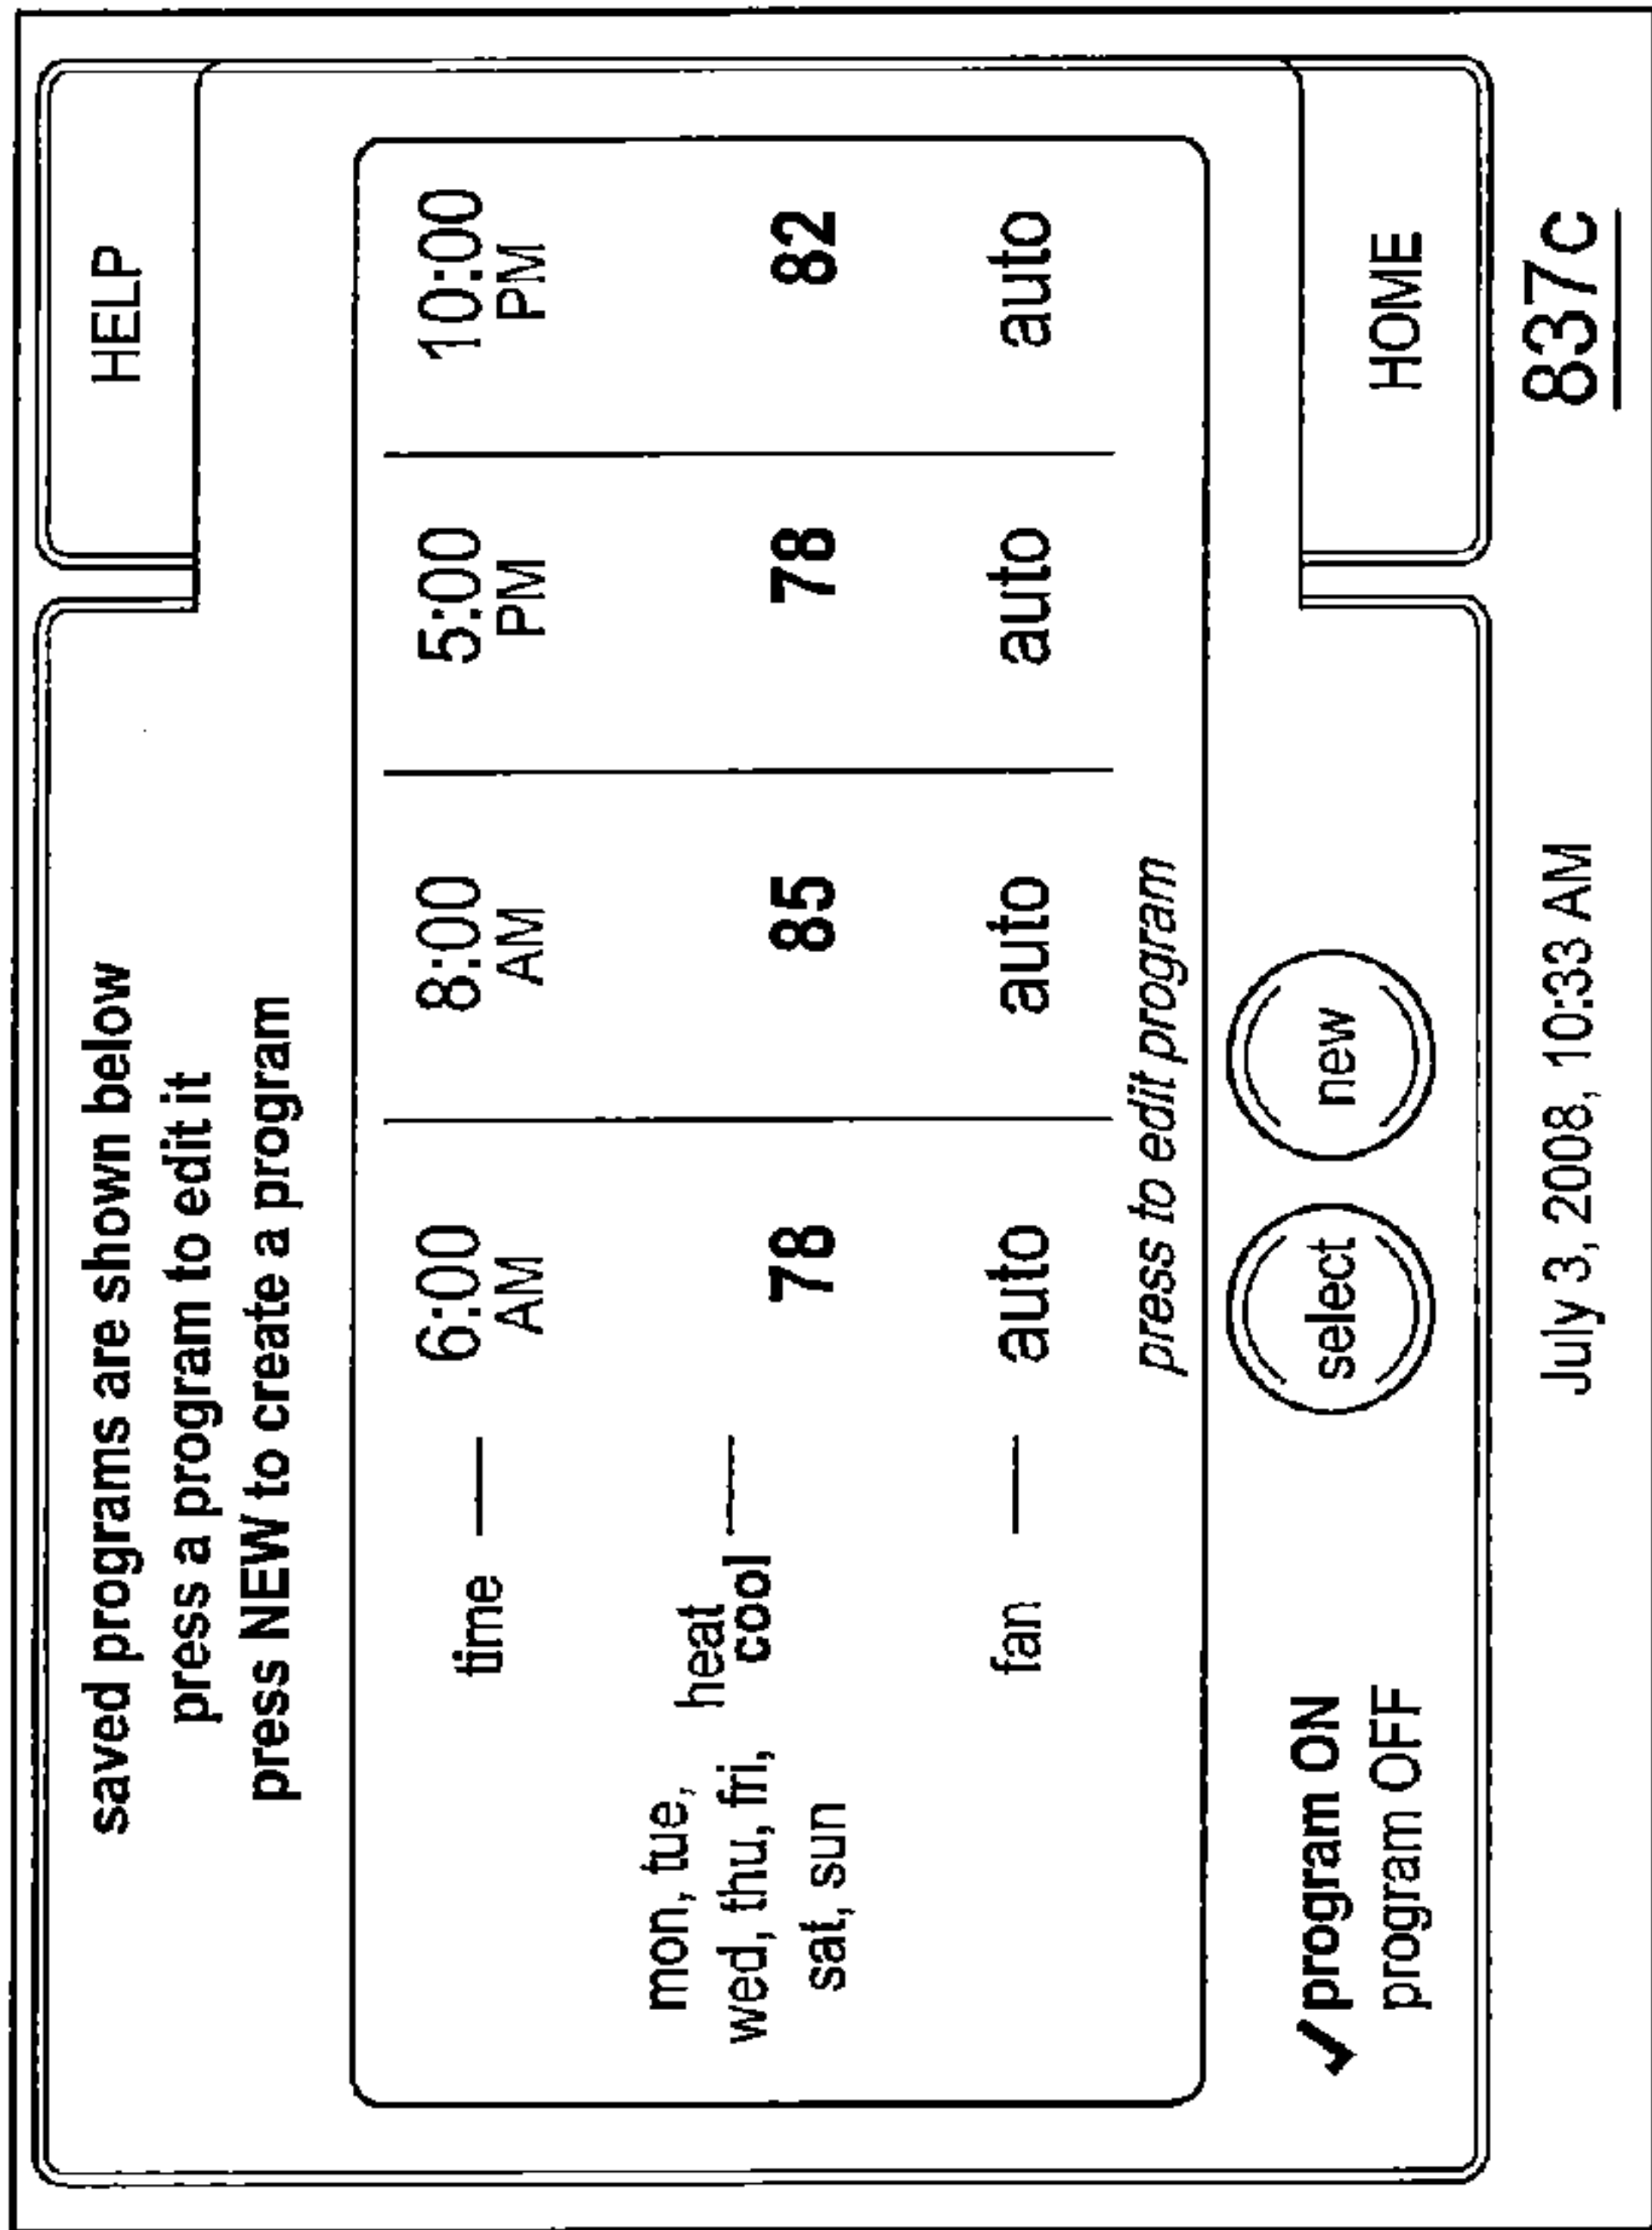 saved programs are shown below
press a program to edit it
press NEW to create a program
HELP
time — 6:00 AM 8:00 AM 5:00 PM 10:00 PM
mon, tue,
wed, thu, fri,
sat, sun
heat
cool — 78 85 78 82
fan — auto auto auto auto
press to edit program
✓ program ON
program OFF
select
new
HOME
July 3, 2008, 10:33 AM
837c